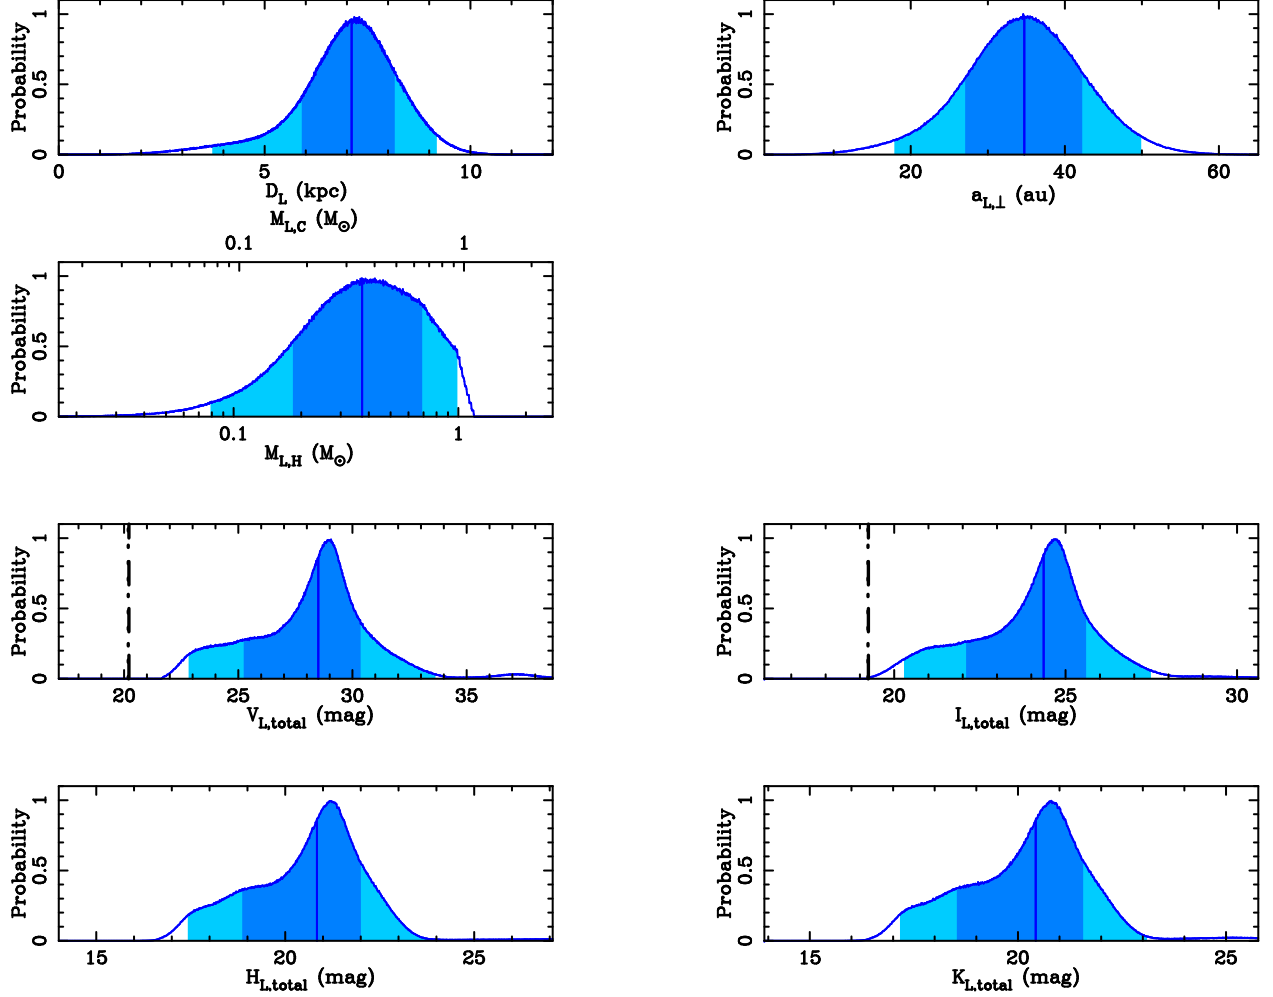 Probability
1
0.5
0
0 5 10
D_L (kpc)
Probability
1
0.5
0
20 40 60
a_L,⊥ (au)
M_L,C (M_⊙)
0.1 1
Probability
1
0.5
0
0.1 1
M_L,H (M_⊙)
Probability
1
0.5
0
20 25 30 35
V_L,total (mag)
Probability
1
0.5
0
20 25 30
I_L,total (mag)
Probability
1
0.5
0
15 20 25
H_L,total (mag)
Probability
1
0.5
0
15 20 25
K_L,total (mag)